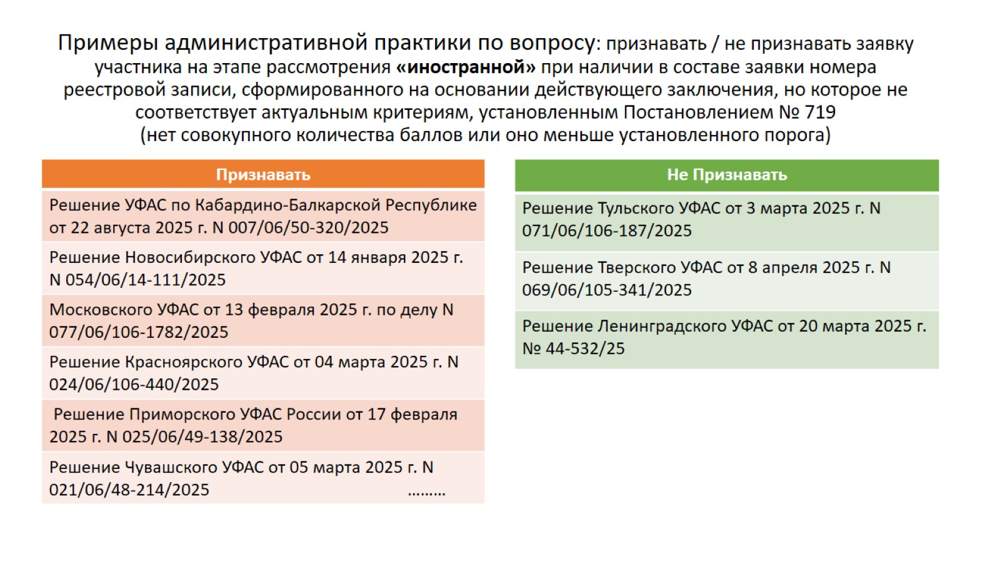 Примеры административной практики по вопросу: признавать / не признавать заявку
участника на этапе рассмотрения «иностранной» при наличии в составе заявки номера
реестровой записи, сформированного на основании действующего заключения, но которое не
соответствует актуальным критериям, установленным Постановлением № 719
(нет совокупного количества баллов или оно меньше установленного порога)
Признавать
Решение УФАС по Кабардино-Балкарской Республике
от 22 августа 2025 г. N 007/06/50-320/2025
Решение Новосибирского УФАС от 14 января 2025 г.
N 054/06/14-111/2025
Московского УФАС от 13 февраля 2025 г. по делу N
077/06/106-1782/2025
Решение Красноярского УФАС от 04 марта 2025 г. N
024/06/106-440/2025
Решение Приморского УФАС России от 17 февраля
2025 г. N 025/06/49-138/2025
Решение Чувашского УФАС от 05 марта 2025 г. N
021/06/48-214/2025 ………
Не Признавать
Решение Тульского УФАС от 3 марта 2025 г. N
071/06/106-187/2025
Решение Тверского УФАС от 8 апреля 2025 г. N
069/06/105-341/2025
Решение Ленинградского УФАС от 20 марта 2025 г.
№ 44-532/25